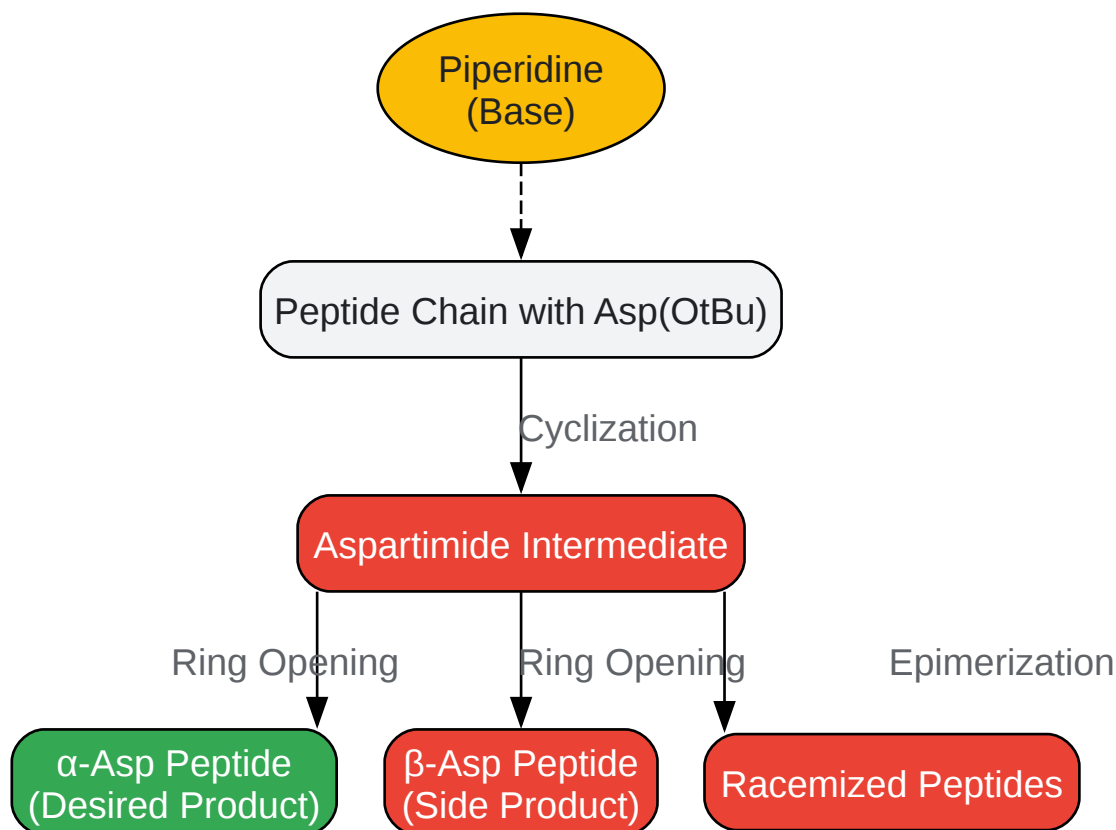 Piperidine
(Base)
Peptide Chain with Asp(OtBu)
Cyclization
Aspartimide Intermediate
Ring Opening
Ring Opening
Epimerization
α-Asp Peptide
(Desired Product)
β-Asp Peptide
(Side Product)
Racemized Peptides